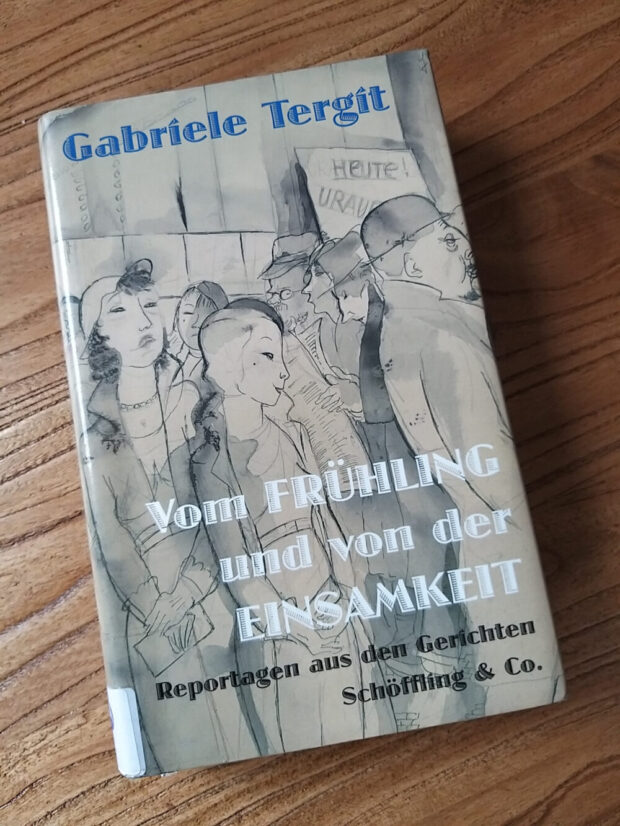 Gabriele Tergit
HEUTE!
Vom FRÜHLING
und von der
EINSAMKEIT
Reportagen aus den Gerichten
Schöffling & Co.